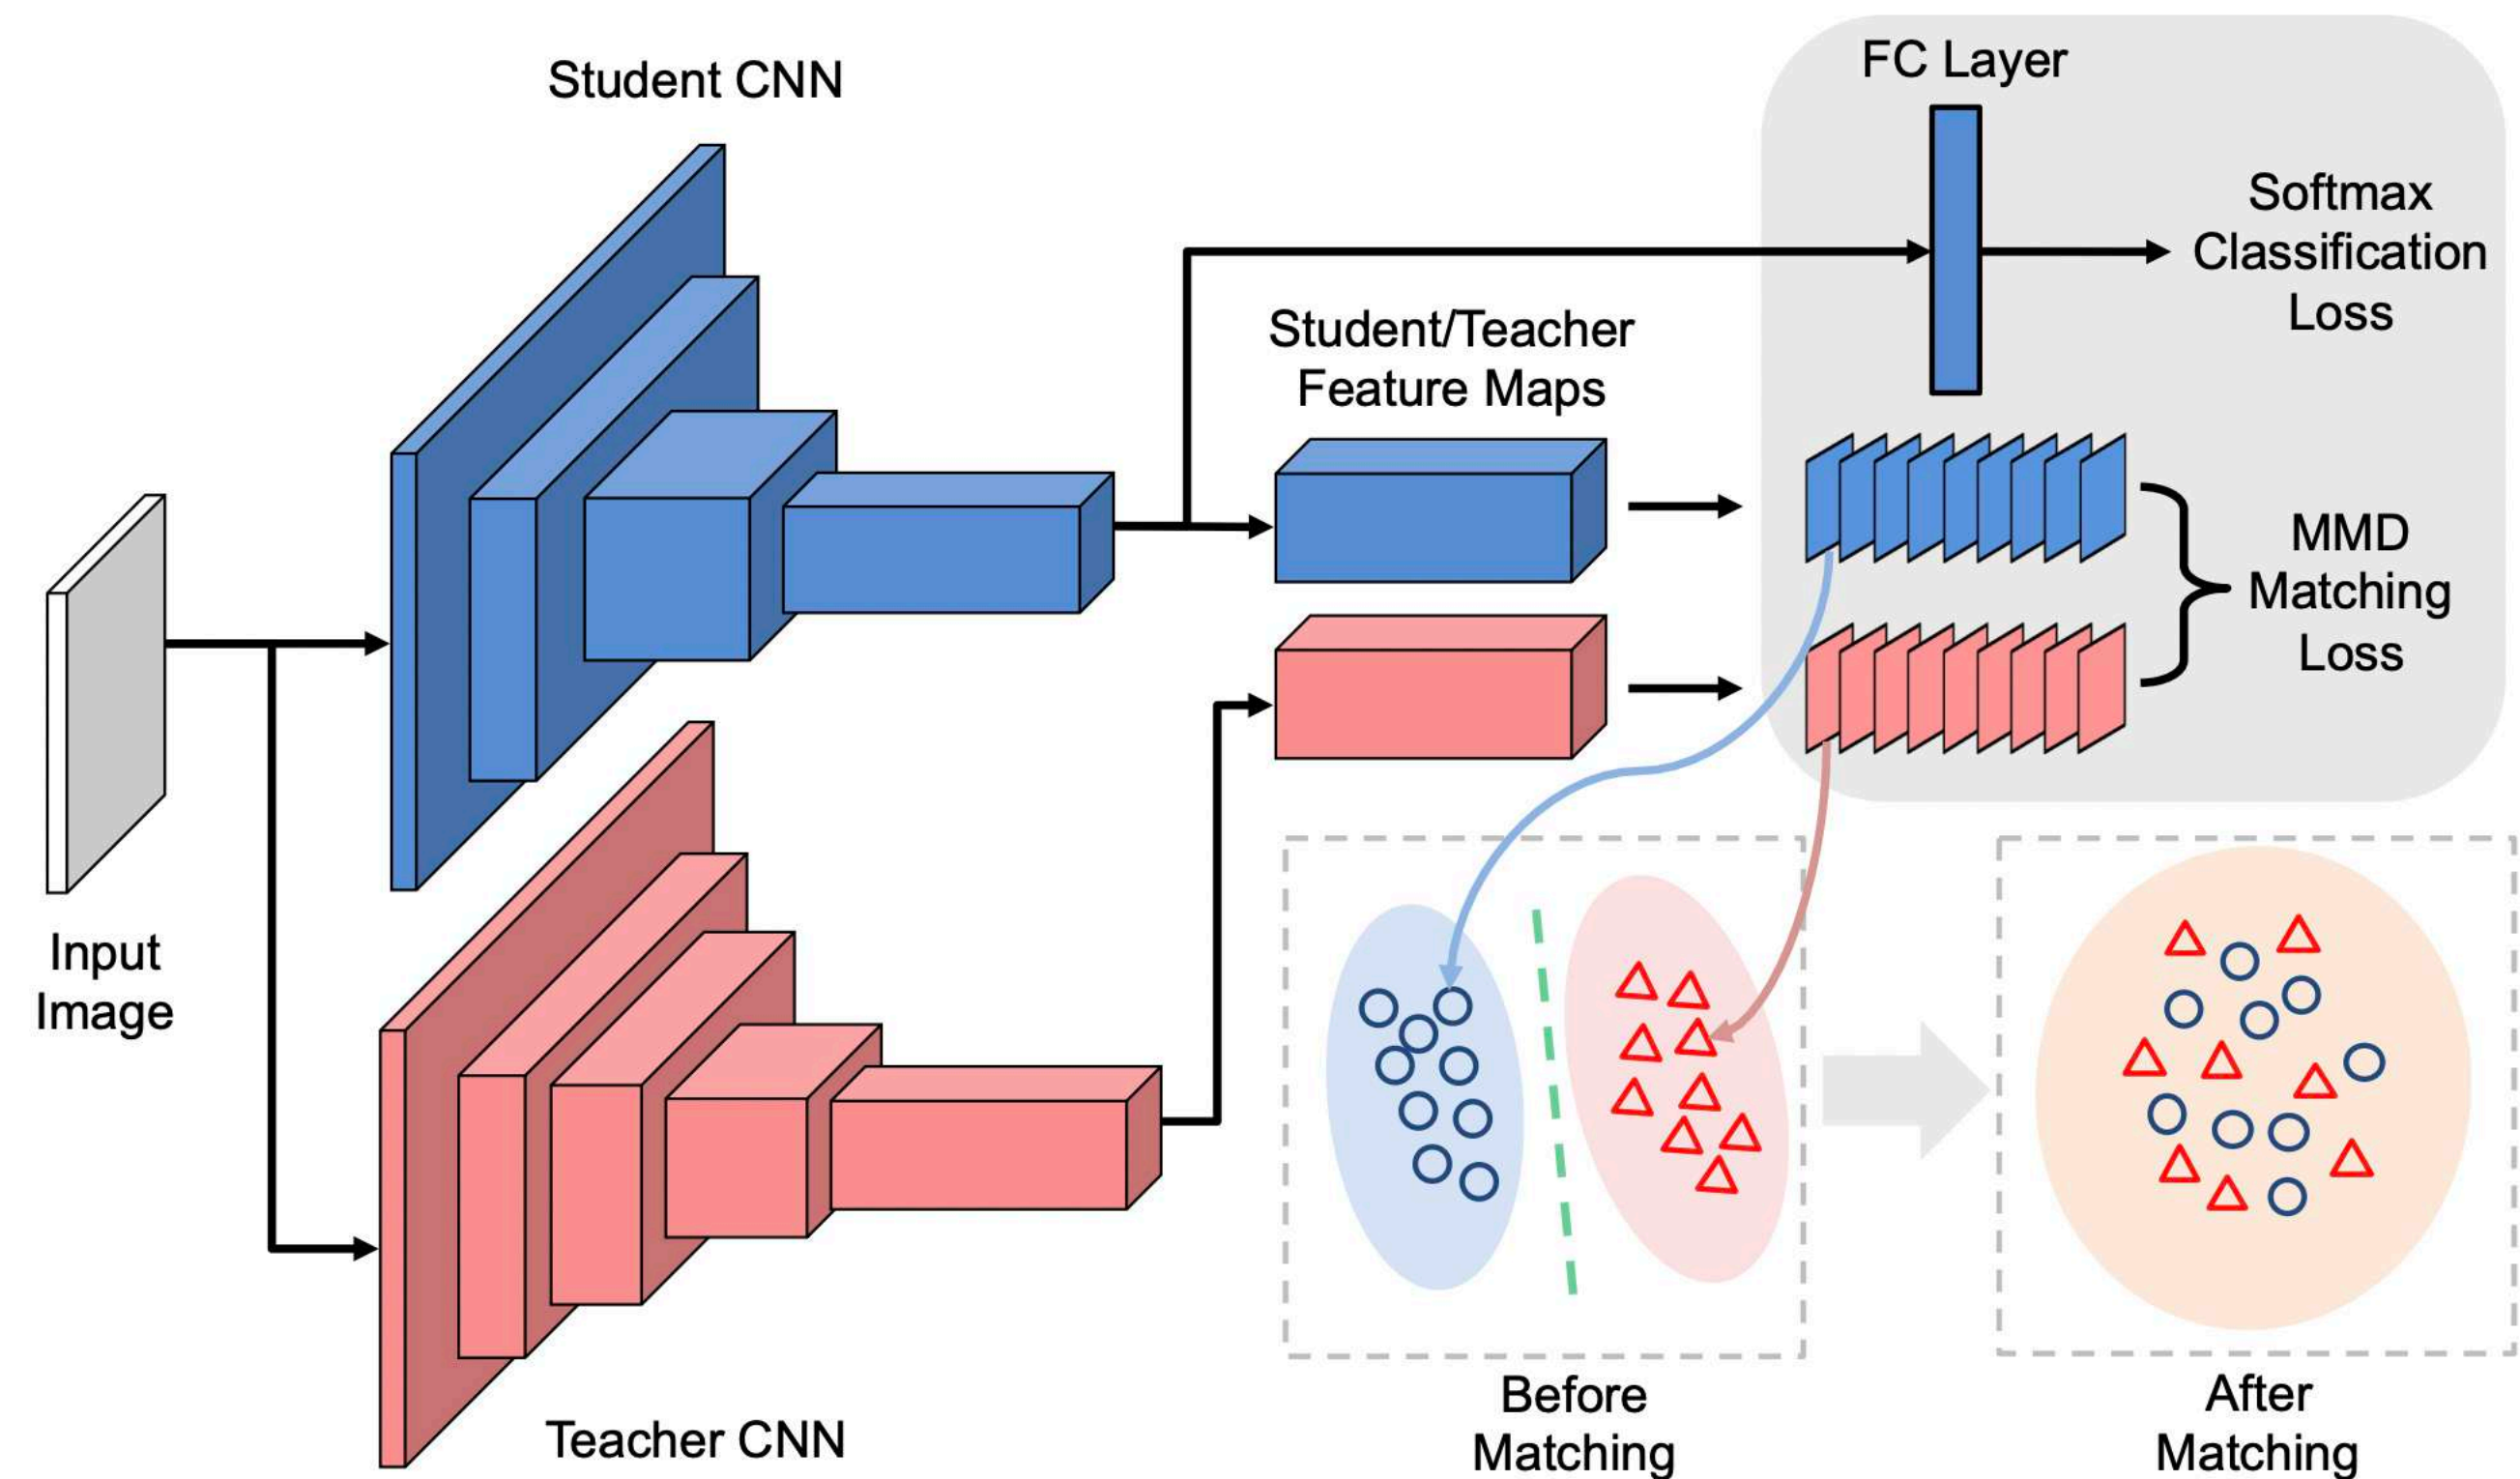 Student CNN
FC Layer
Softmax
Classification
Loss
Student/Teacher
Feature Maps
MMD
Matching
Loss
Input
Image
Teacher CNN
Before
Matching
After
Matching